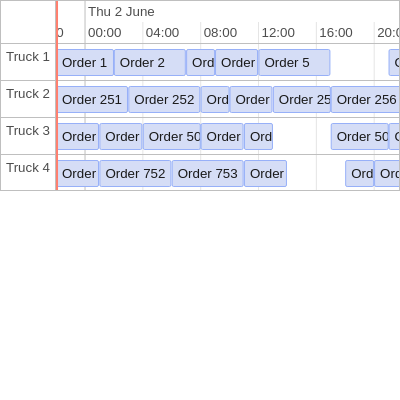 Thu 2 June
0 00:00 04:00 08:00 12:00 16:00 20:0
Truck 1 Order 1 Order 2 Ord Order Order 5
Truck 2 Order 251 Order 252 Ord Order Order 25 Order 256
Truck 3 Order Order Order 50 Order Ord Order 50
Truck 4 Order Order 752 Order 753 Order Ord Ord